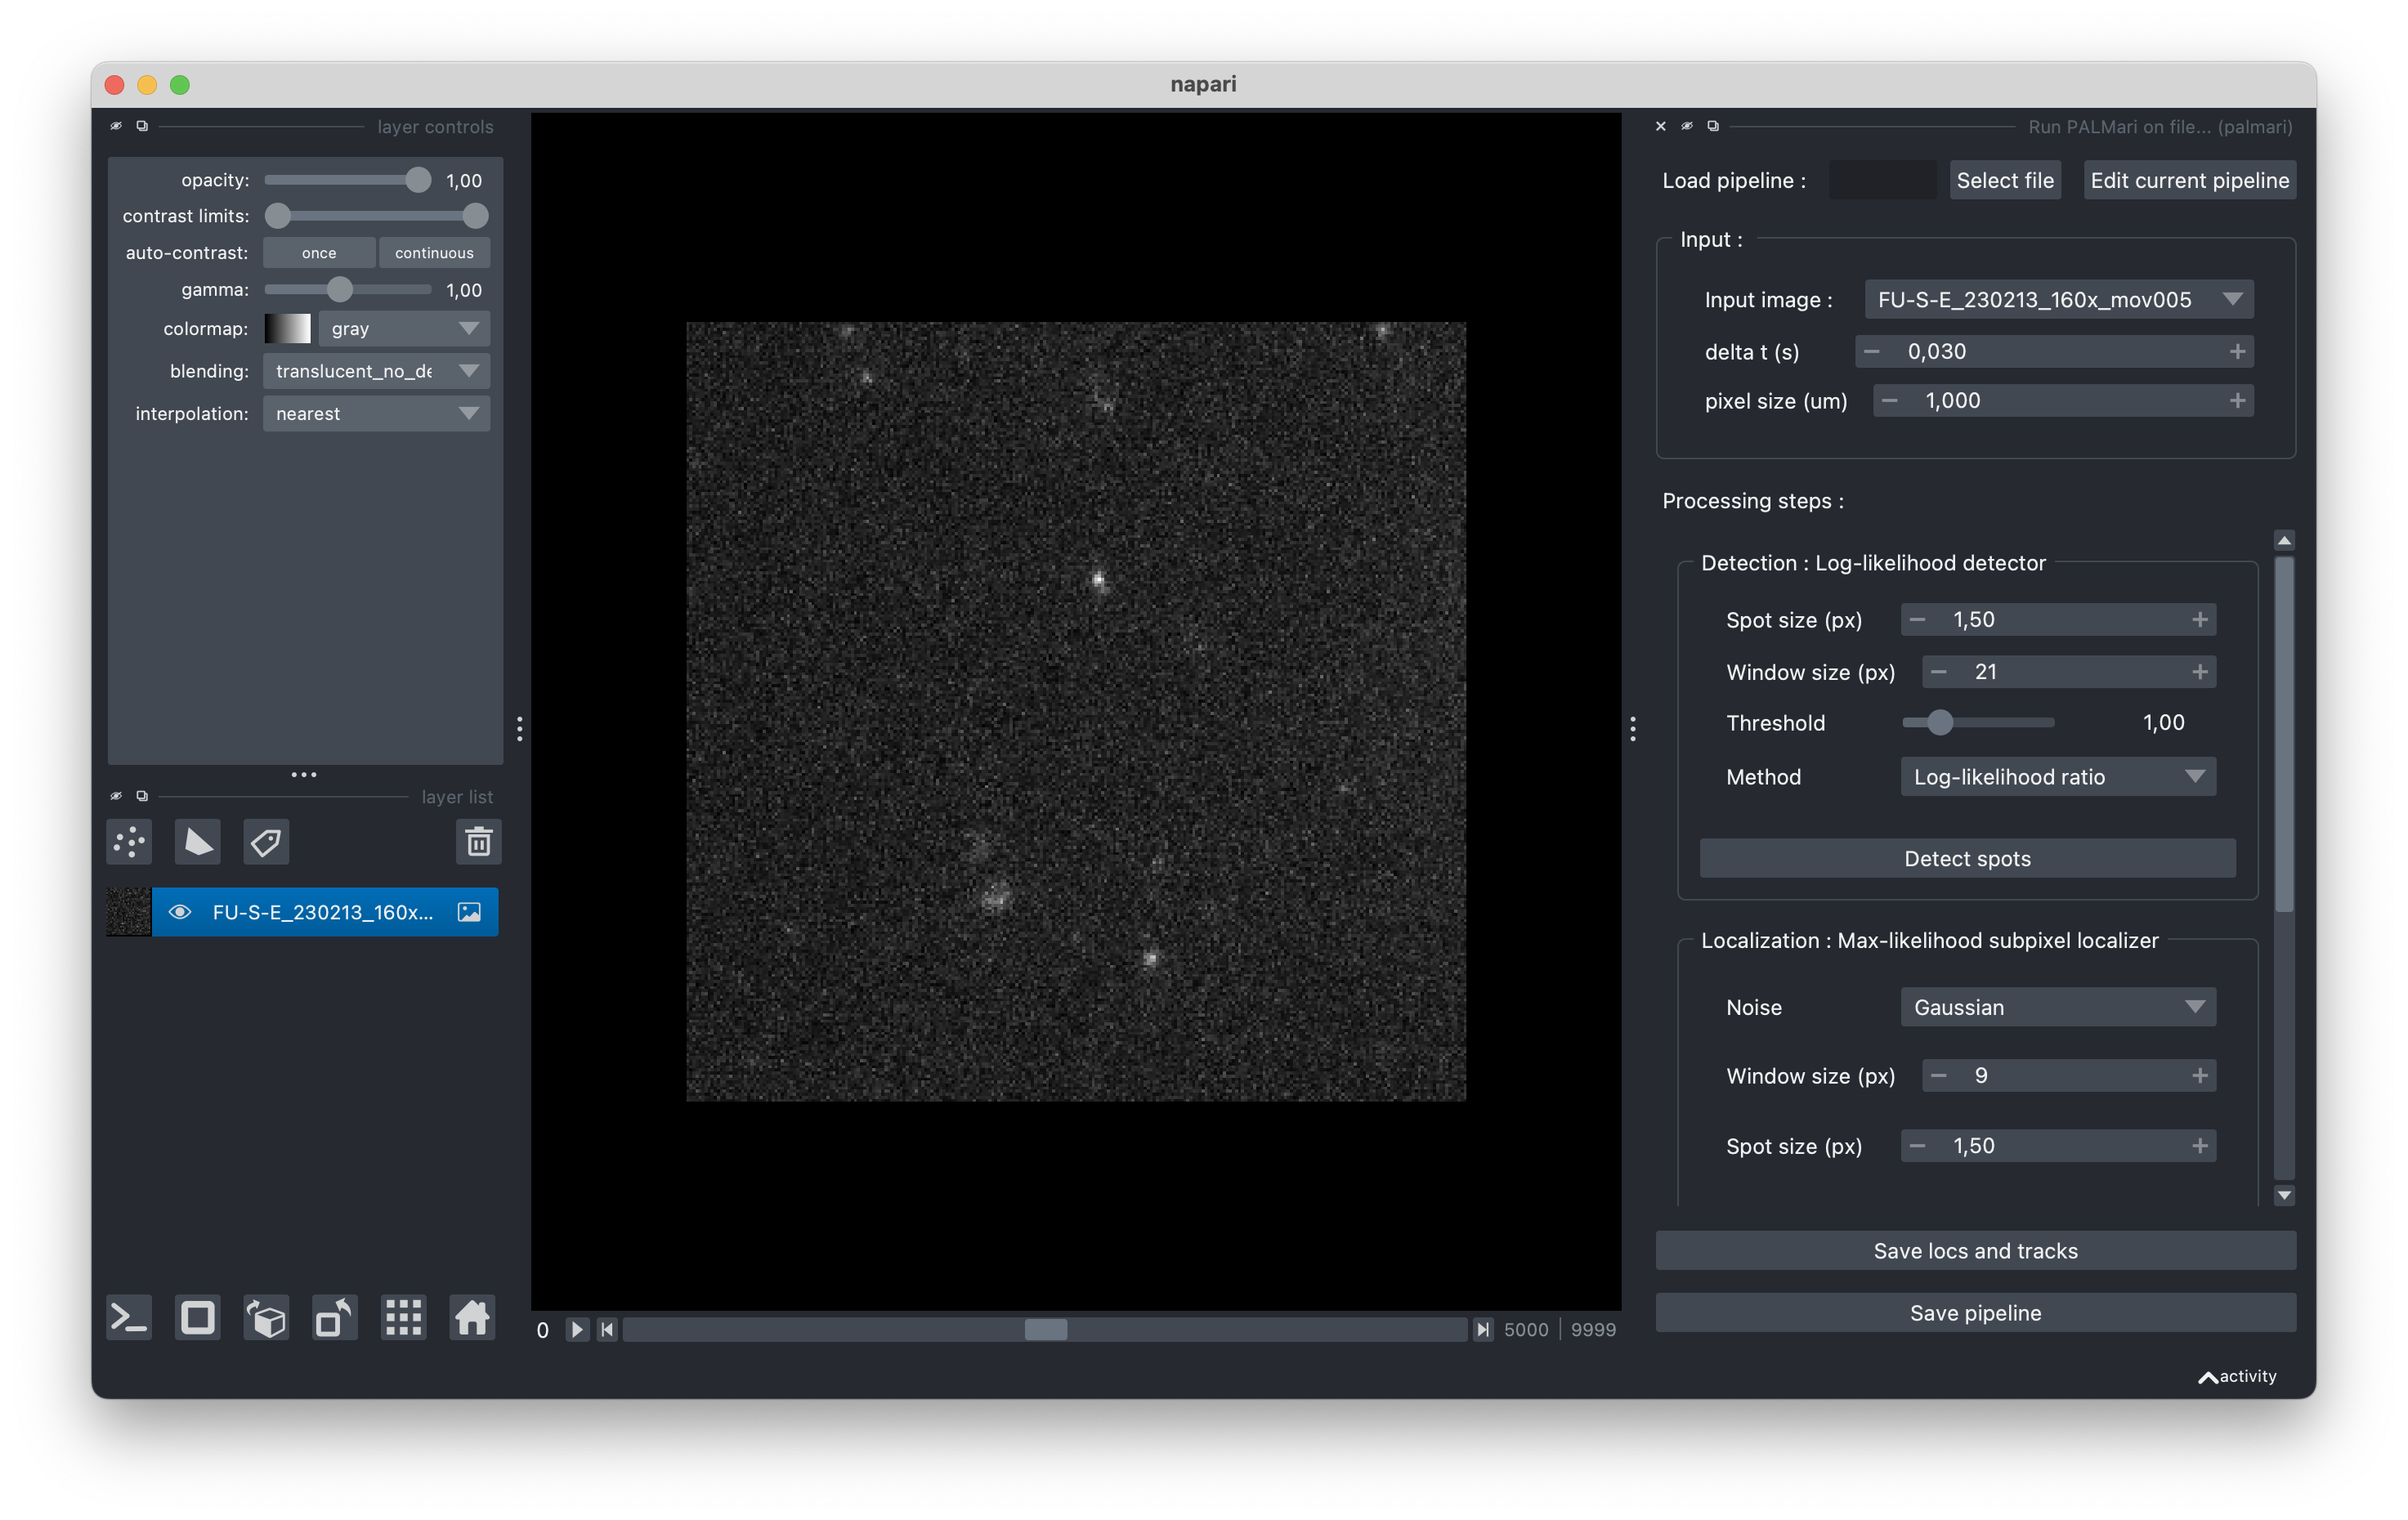 napari
layer controls
opacity: 1,00
contrast limits:
auto-contrast: once continuous
gamma: 1,00
colormap: gray
blending: translucent_no_de
interpolation: nearest
layer list
FU-S-E_230213_160x...
0 5000 9999
Run PALMari on file... (palmari)
Load pipeline : Select file Edit current pipeline
Input :
Input image : FU-S-E_230213_160x_mov005
delta t (s) 0,030
pixel size (um) 1,000
Processing steps :
Detection : Log-likelihood detector
Spot size (px) 1,50
Window size (px) 21
Threshold 1,00
Method Log-likelihood ratio
Detect spots
Localization : Max-likelihood subpixel localizer
Noise Gaussian
Window size (px) 9
Spot size (px) 1,50
Save locs and tracks
Save pipeline
activity